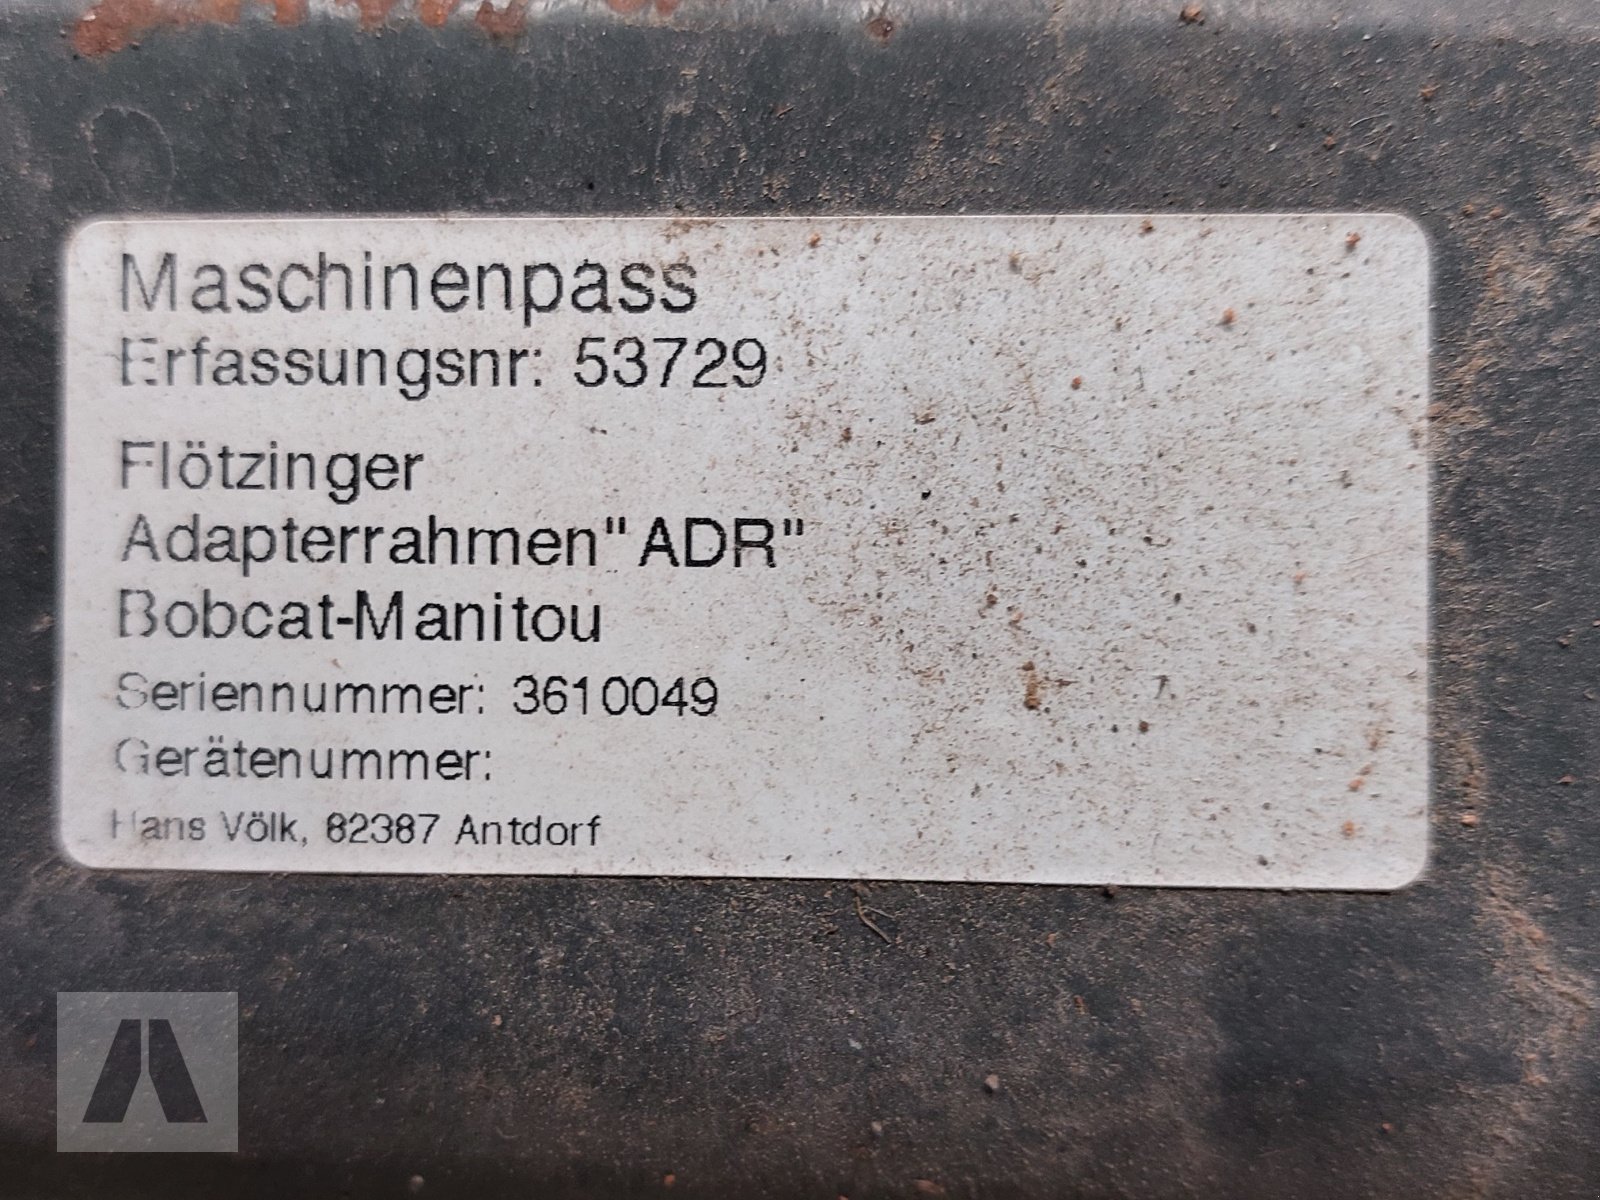 Maschinenpass
Erfassungsnr: 53729
Flötzinger
Adapterrahmen"ADR"
Bobcat-Manitou
Seriennummer: 3610049
Gerätenummer:
Hans Völk, 82387 Antdorf